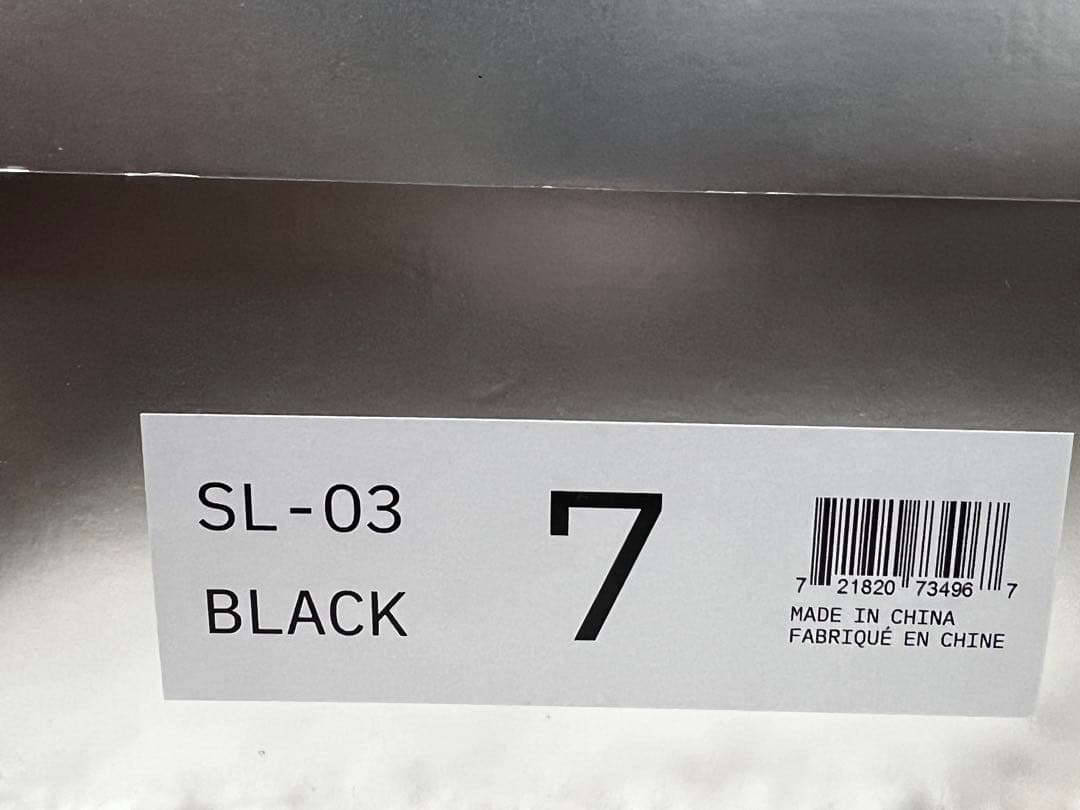 SL-03
BLACK
7
7 21820 73496 7
MADE IN CHINA
FABRIQUÉ EN CHINE